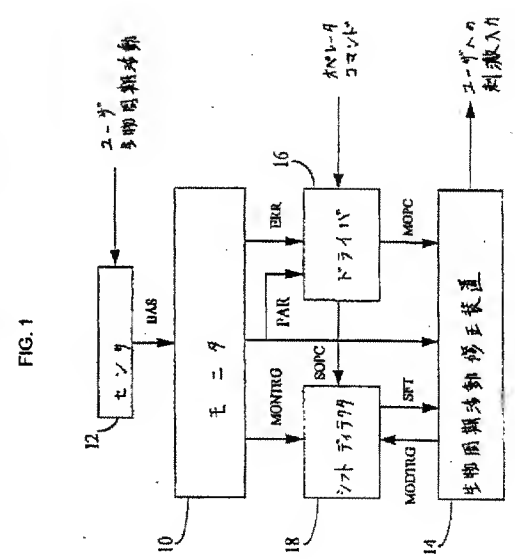 FIG. 1
ユーザ
生物周期活動
センサ
12
BAS
モニタ
10
MONTRG
PAR
ERR
16
オペレータ
コマンド
ドライバ
SOPC
MOPC
シフトディテクタ
18
MODTRG
SFT
生物周期活動修正装置
14
ユーザへの
刺激入力